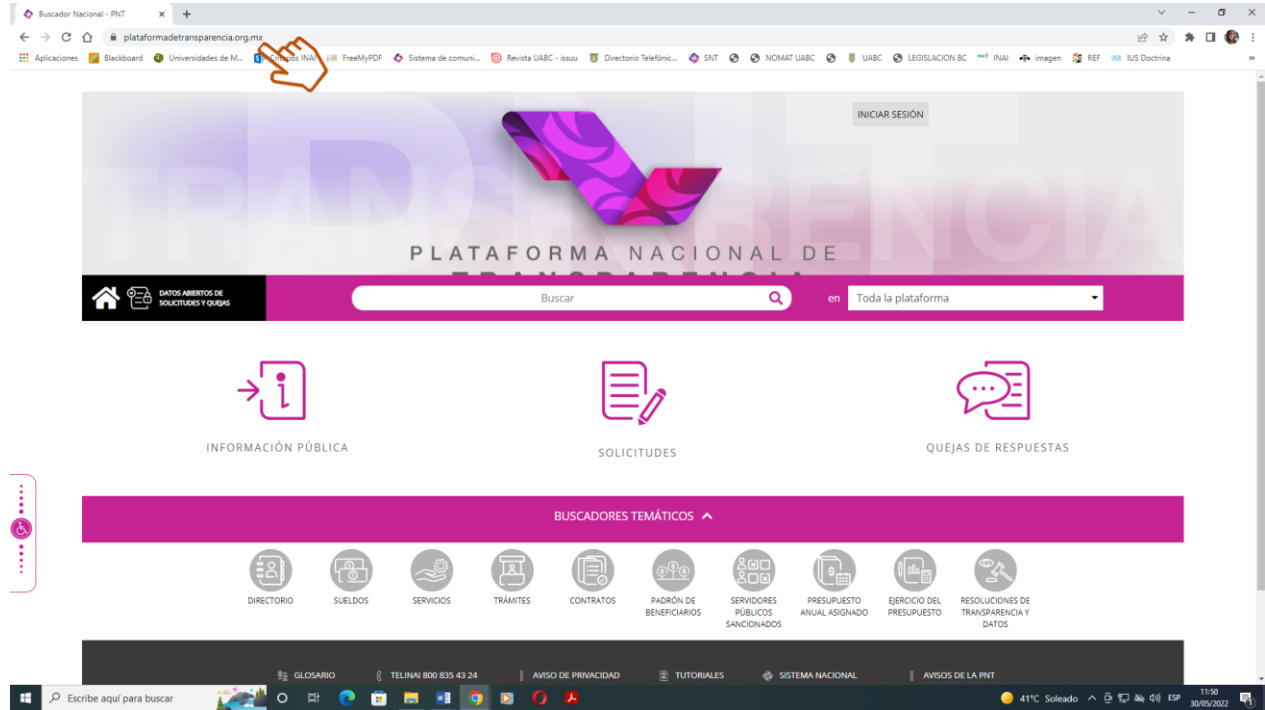 Buscador Nacional - PNT
plataformadetransparencia.org.mx
Aplicaciones Blackboard Universidades de M... Criterios INAI FreeMyPDF Sistema de comuni... Revista UABC - issuu Directorio Telefónic... SNT NOMAT UABC UABC LEGISLACION BC INAI imagen REF IUS Doctrina
INICIAR SESIÓN
PNT
TRANSPARENCIA
PLATAFORMA NACIONAL DE
TRANSPARENCIA
DATOS ABIERTOS DE
SOLICITUDES Y QUEJAS
Buscar en Toda la plataforma
INFORMACIÓN PÚBLICA
SOLICITUDES
QUEJAS DE RESPUESTAS
BUSCADORES TEMÁTICOS
DIRECTORIO
SUELDOS
SERVICIOS
TRÁMITES
CONTRATOS
PADRÓN DE
BENEFICIARIOS
SERVIDORES
PÚBLICOS
SANCIONADOS
PRESUPUESTO
ANUAL ASIGNADO
EJERCICIO DEL
PRESUPUESTO
RESOLUCIONES DE
TRANSPARENCIA Y
DATOS
GLOSARIO TELINAI 800 835 43 24 AVISO DE PRIVACIDAD TUTORIALES SISTEMA NACIONAL AVISOS DE LA PNT
Escribe aquí para buscar
41°C Soleado ESP
11:50
30/05/2022